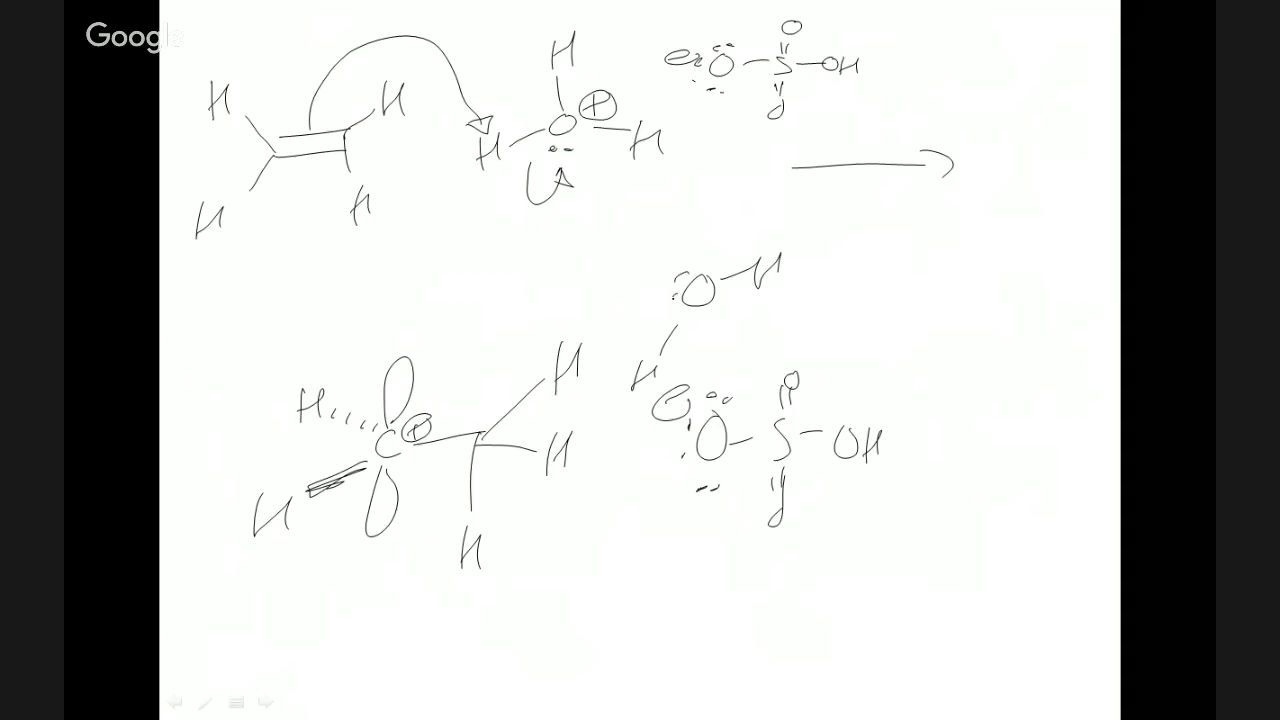 Google
H H H H
H O ⊕ H H
⊖ :O — S — OH
O
O
:O — H
H
H C ⊕ H
H H
H
⊖ :O — S — OH
O
O